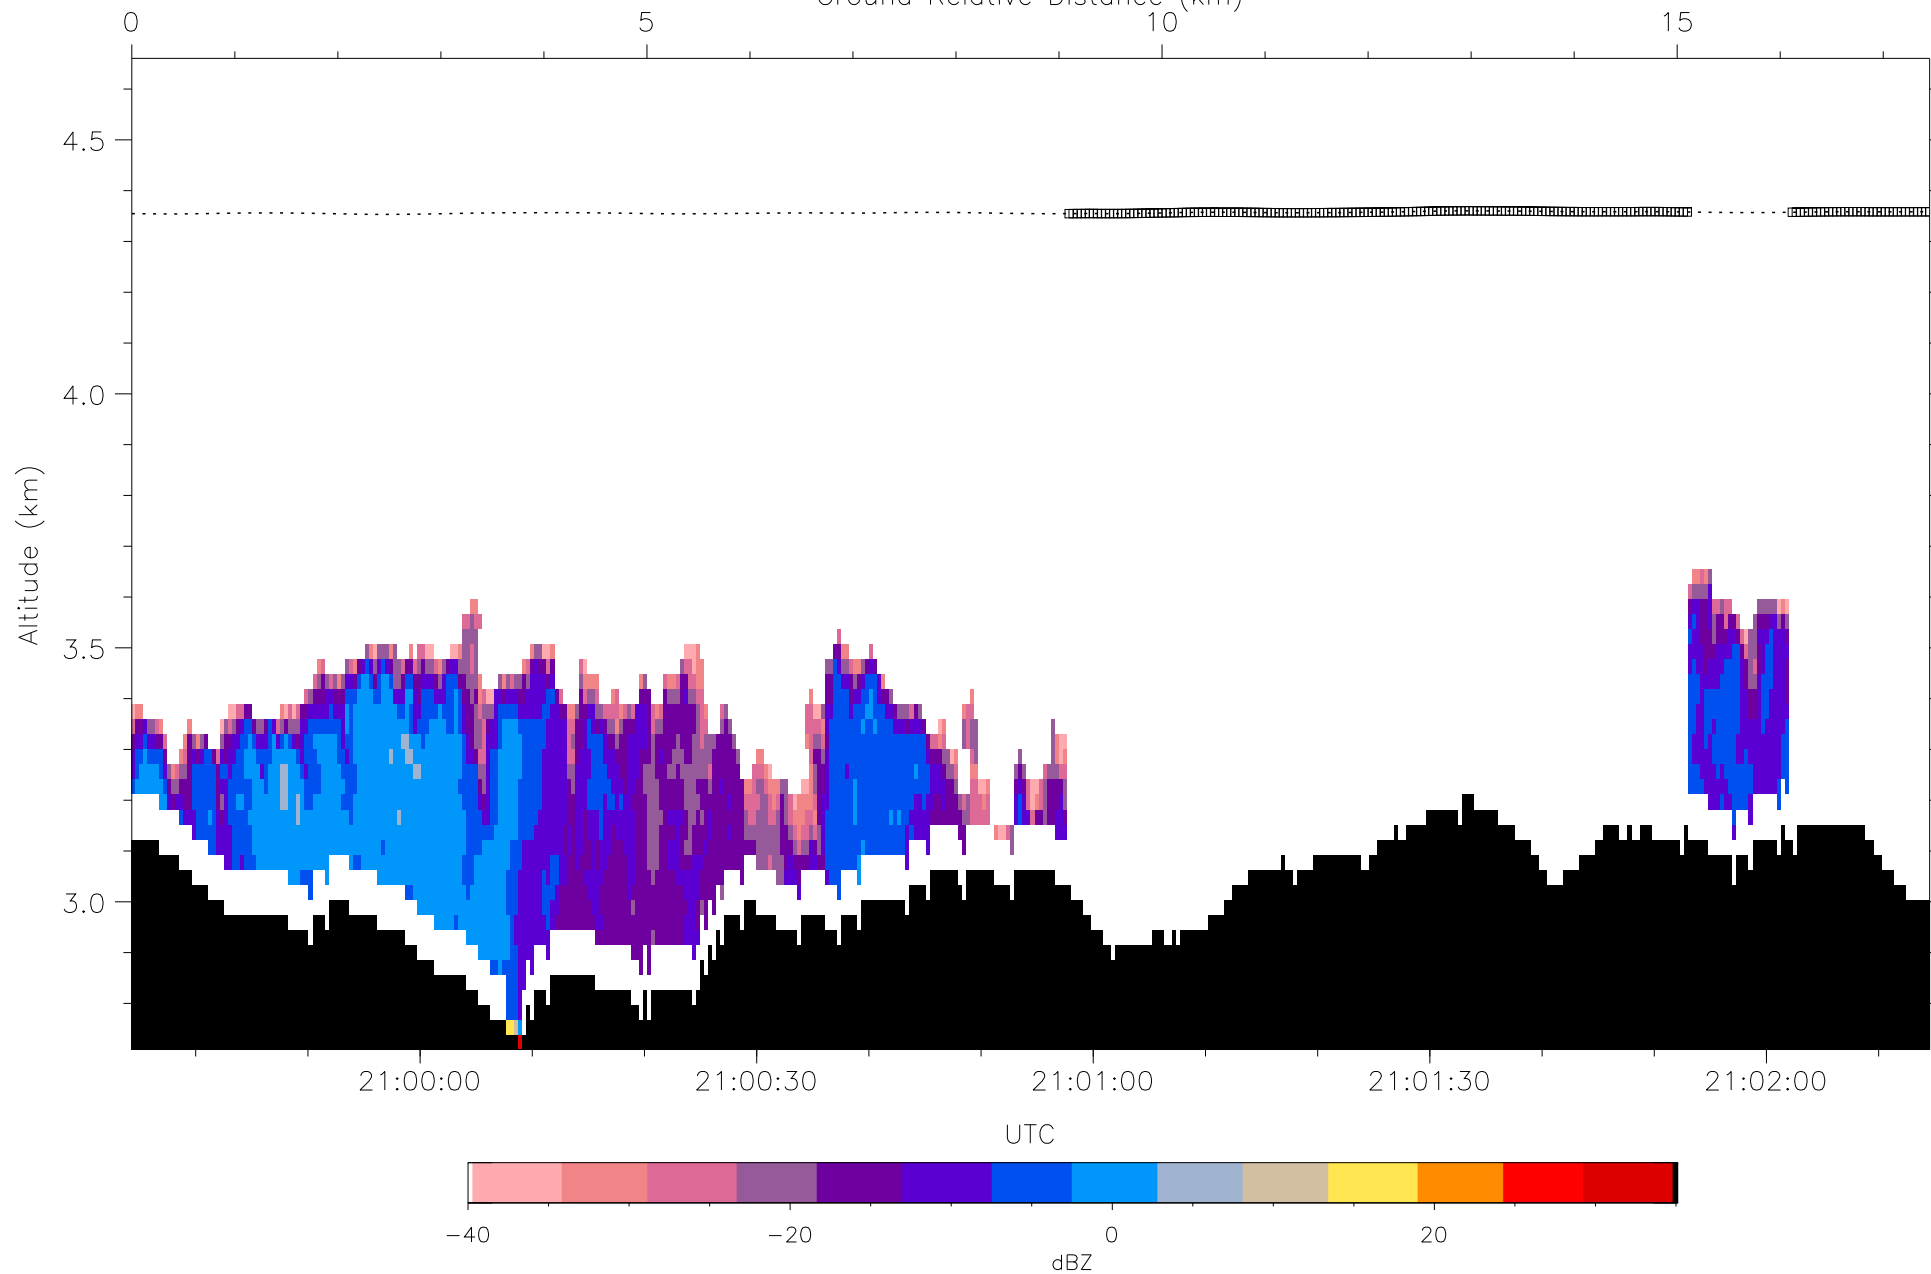 Ground Relative Distance (km)
0 5 10 15
4.5
4.0
3.5
3.0
Altitude (km)
21:00:00 21:00:30 21:01:00 21:01:30 21:02:00
UTC
−40 −20 0 20
dBZ